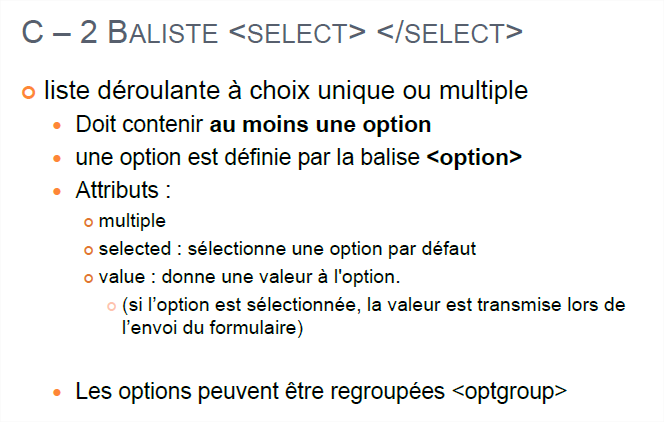 C – 2 BALISTE <SELECT> </SELECT>
liste déroulante à choix unique ou multiple
Doit contenir au moins une option
une option est définie par la balise <option>
Attributs :
multiple
selected : sélectionne une option par défaut
value : donne une valeur à l'option.
(si l’option est sélectionnée, la valeur est transmise lors de
l’envoi du formulaire)
Les options peuvent être regroupées <optgroup>